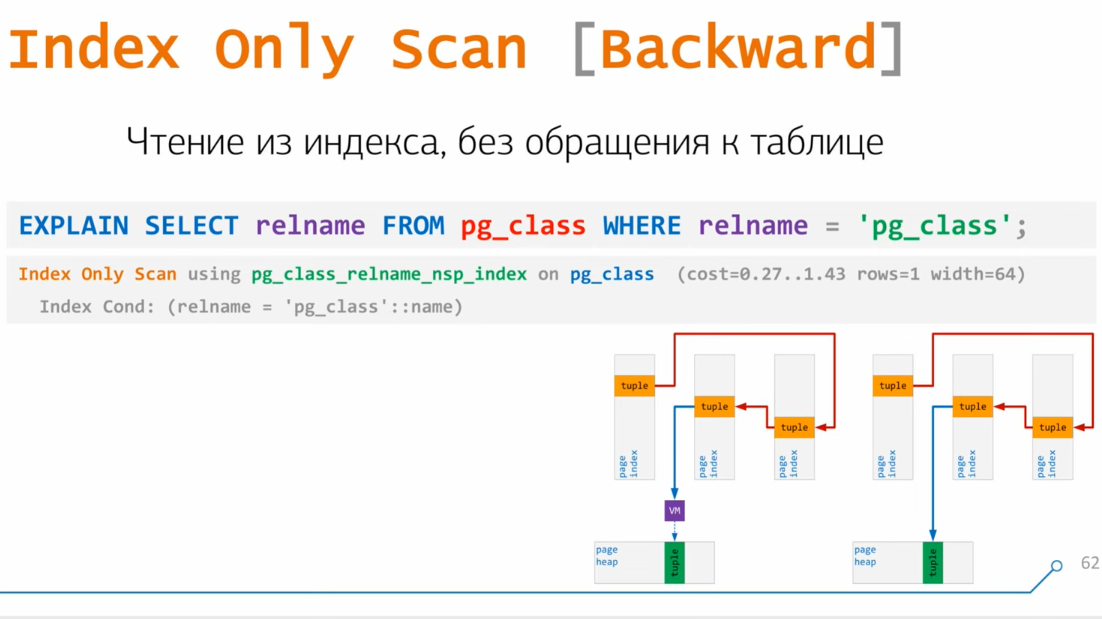 Index Only Scan [Backward]
Чтение из индекса, без обращения к таблице
EXPLAIN SELECT relname FROM pg_class WHERE relname = 'pg_class';
Index Only Scan using pg_class_relname_nsp_index on pg_class (cost=0.27..1.43 rows=1 width=64)
Index Cond: (relname = 'pg_class'::name)
tuple
page
index
tuple
page
index
tuple
page
index
VM
page
heap
tuple
tuple
page
index
tuple
page
index
tuple
page
index
page
heap
tuple
62